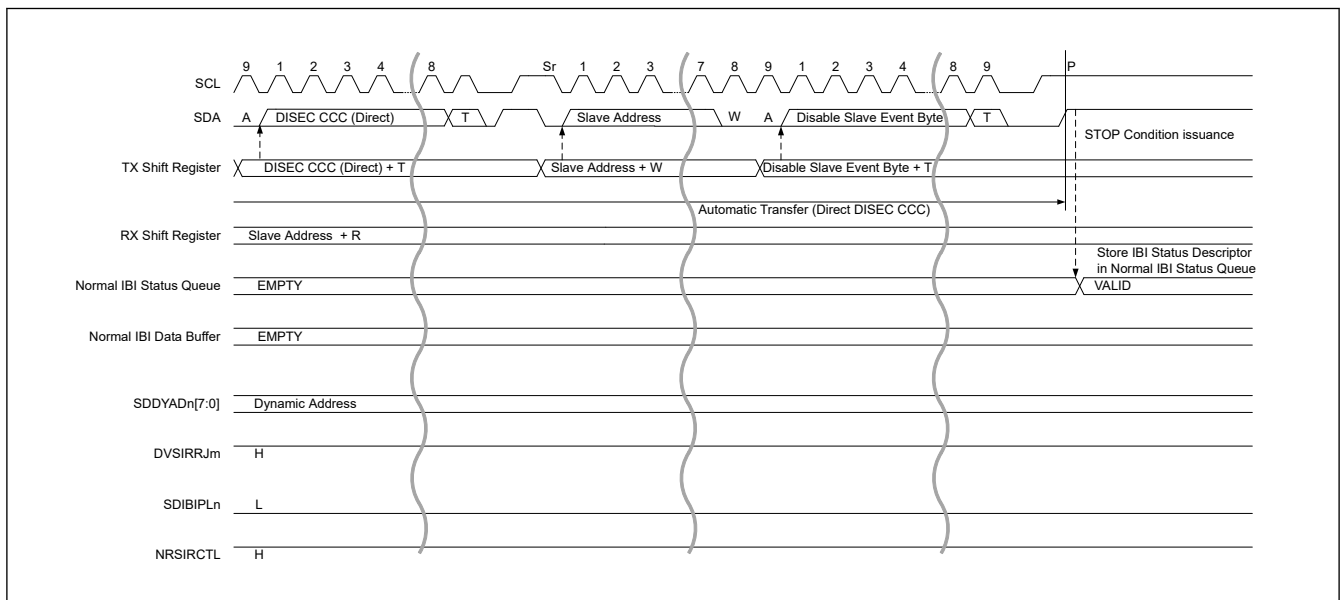 9 1 2 3 4 8 Sr 1 2 3 7 8 9 1 2 3 4 8 9 P
SCL
SDA A DISEC CCC (Direct) T Slave Address W A Disable Slave Event Byte T
STOP Condition issuance
TX Shift Register DISEC CCC (Direct) + T Slave Address + W Disable Slave Event Byte + T
Automatic Transfer (Direct DISEC CCC)
RX Shift Register Slave Address + R
Store IBI Status Descriptor
in Normal IBI Status Queue
Normal IBI Status Queue EMPTY VALID
Normal IBI Data Buffer EMPTY
SDDYADn[7:0] Dynamic Address
DVSIRRJm H
SDIBIPLn L
NRSIRCTL H